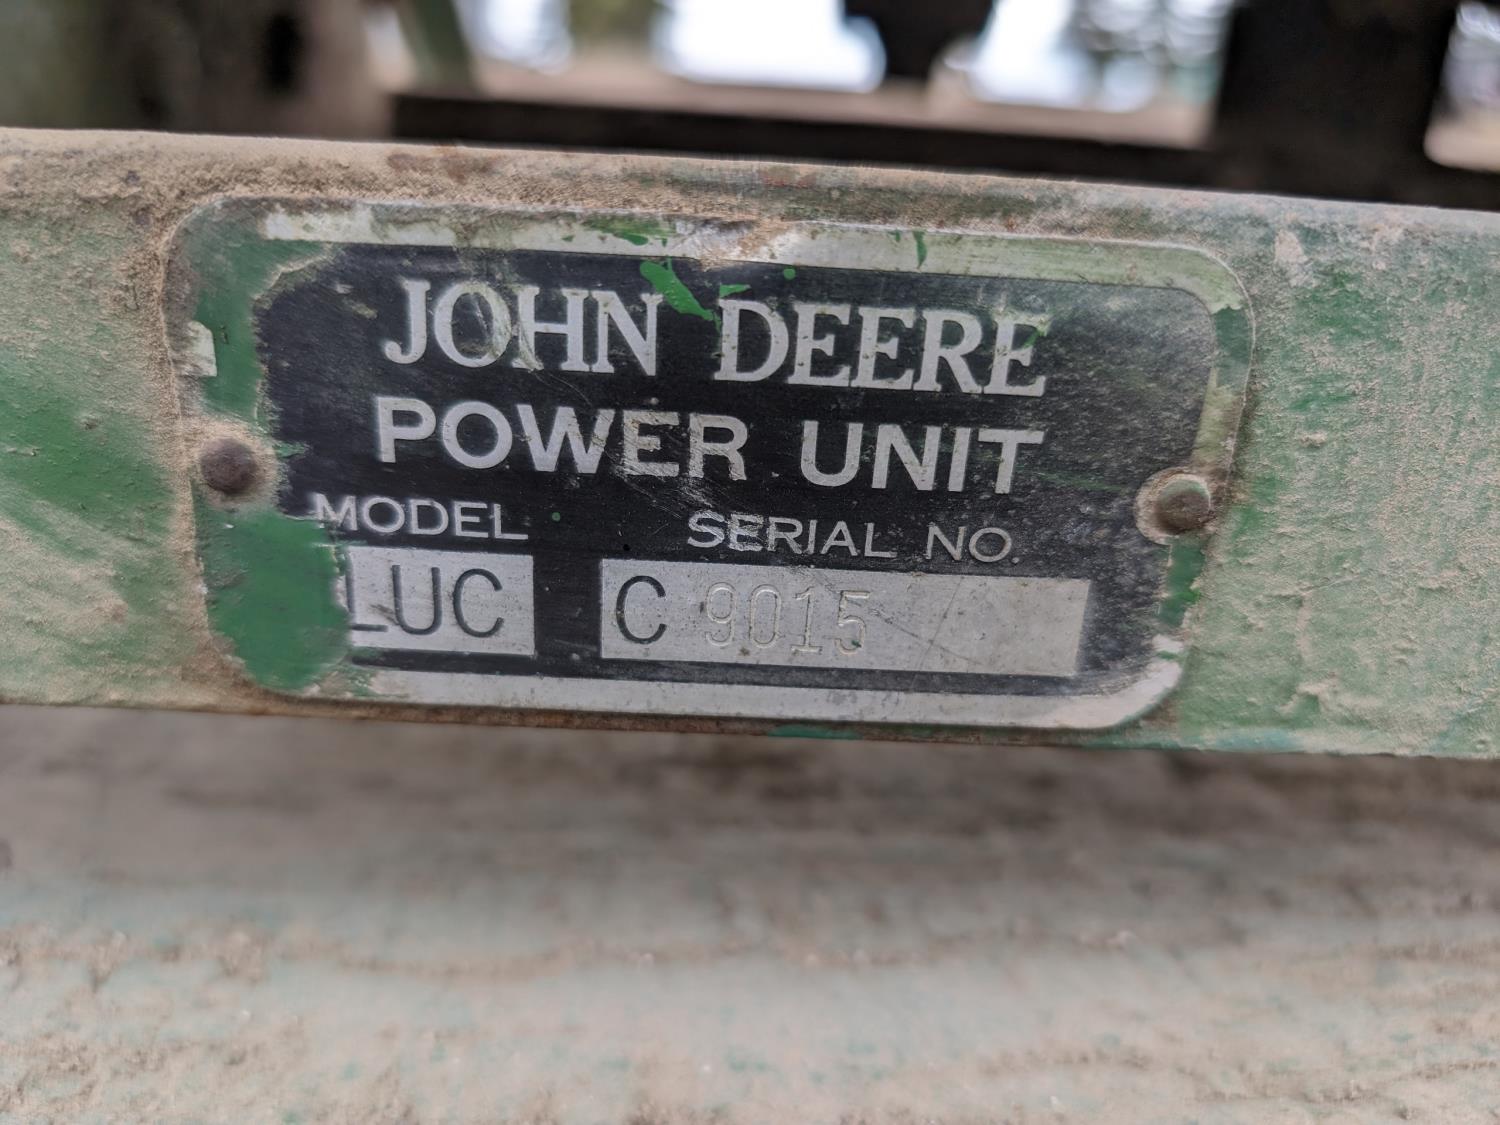 JOHN DEERE
POWER UNIT
MODEL SERIAL NO.
LUC C 9015